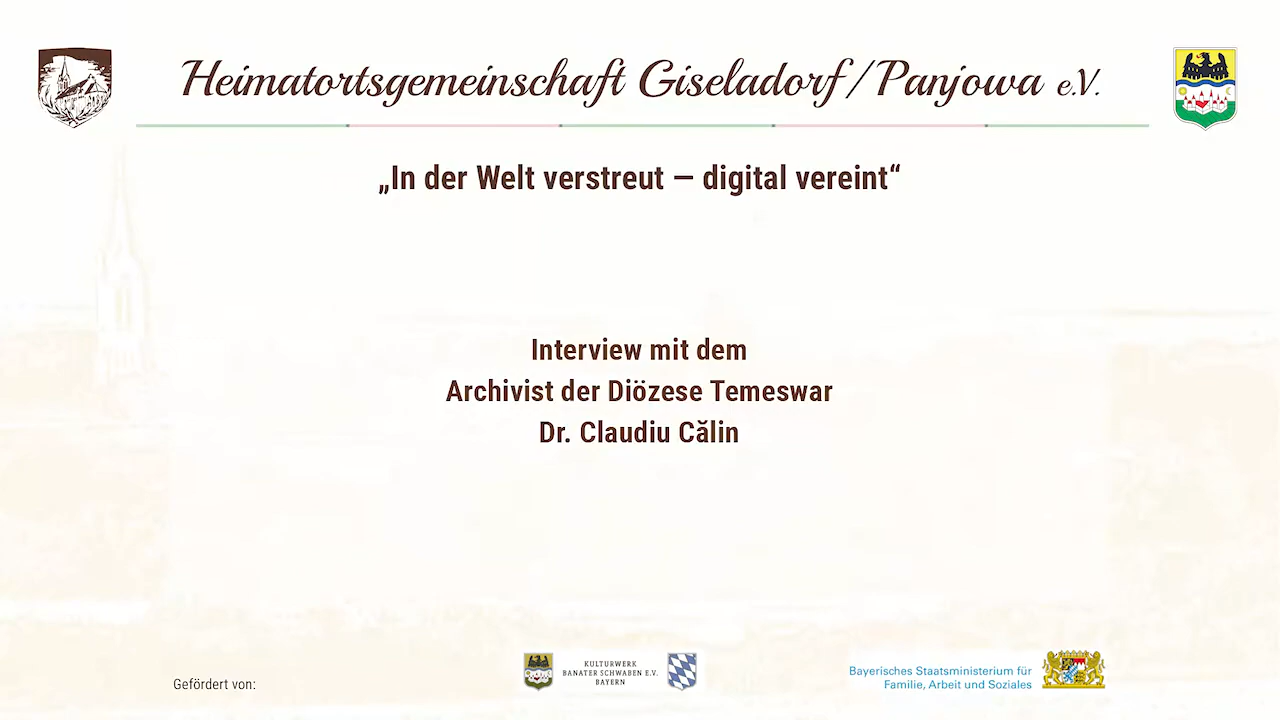 Heimatortsgemeinschaft Giseladorf/Panjowa e.V.
„In der Welt verstreut – digital vereint“
Interview mit dem
Archivist der Diözese Temeswar
Dr. Claudiu Călin
Gefördert von:
KULTURWERK
BANATER SCHWABEN E.V.
BAYERN
Bayerisches Staatsministerium für
Familie, Arbeit und Soziales